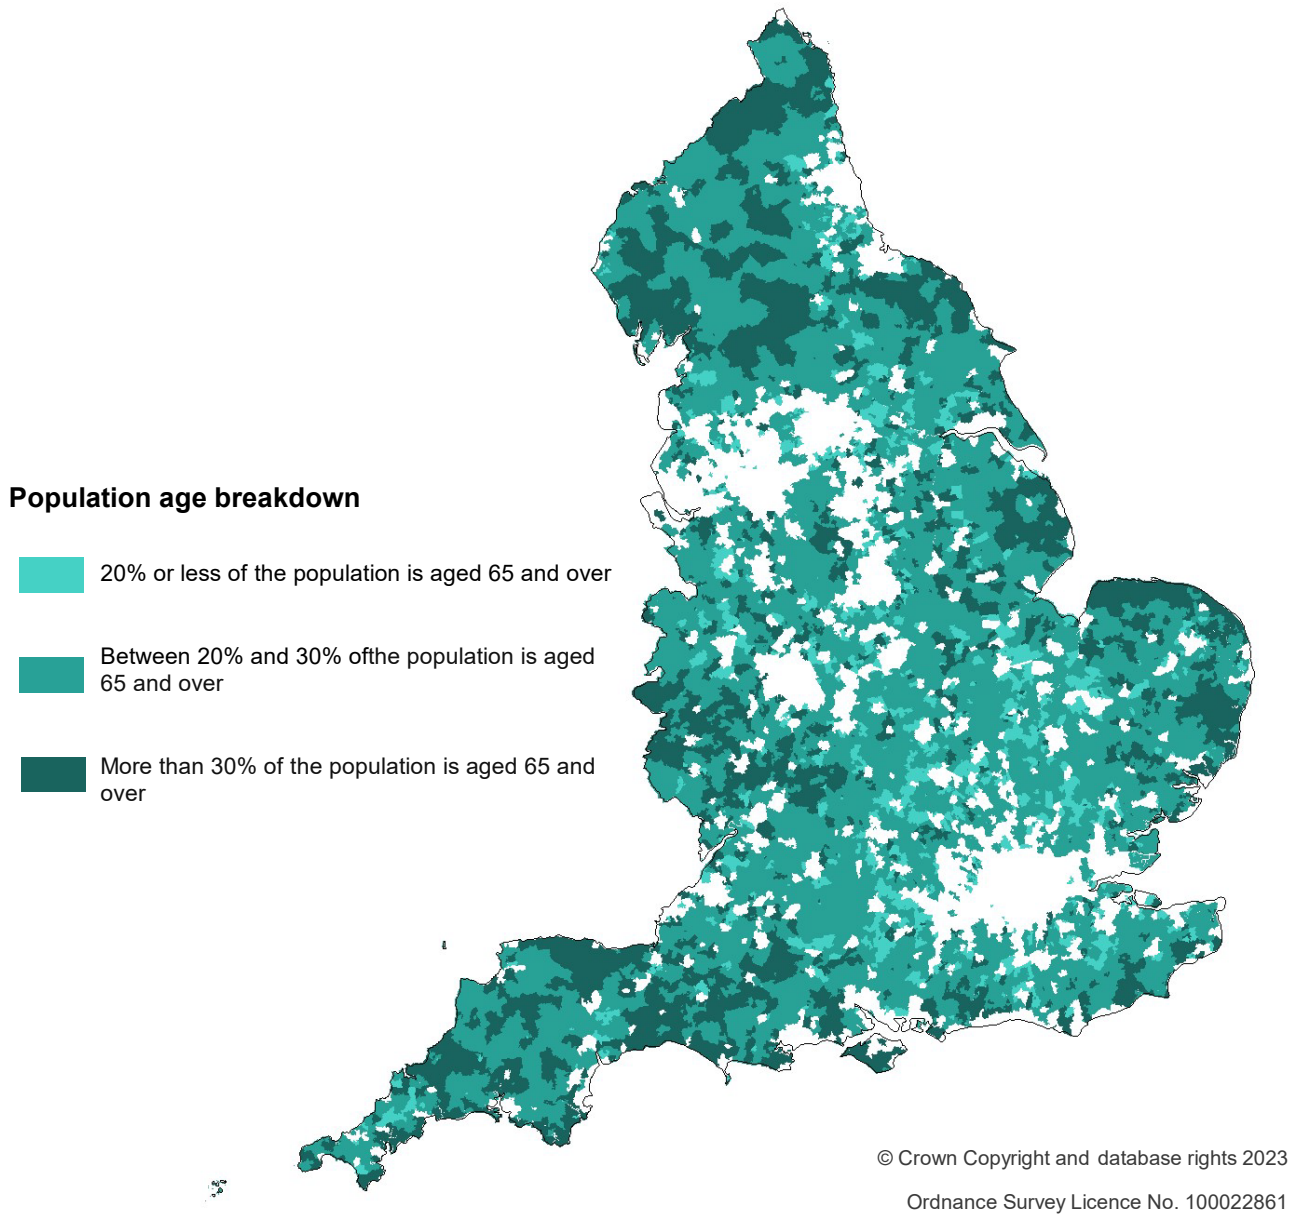 Population age breakdown
20% or less of the population is aged 65 and over
Between 20% and 30% ofthe population is aged
65 and over
More than 30% of the population is aged 65 and
over
© Crown Copyright and database rights 2023
Ordnance Survey Licence No. 100022861